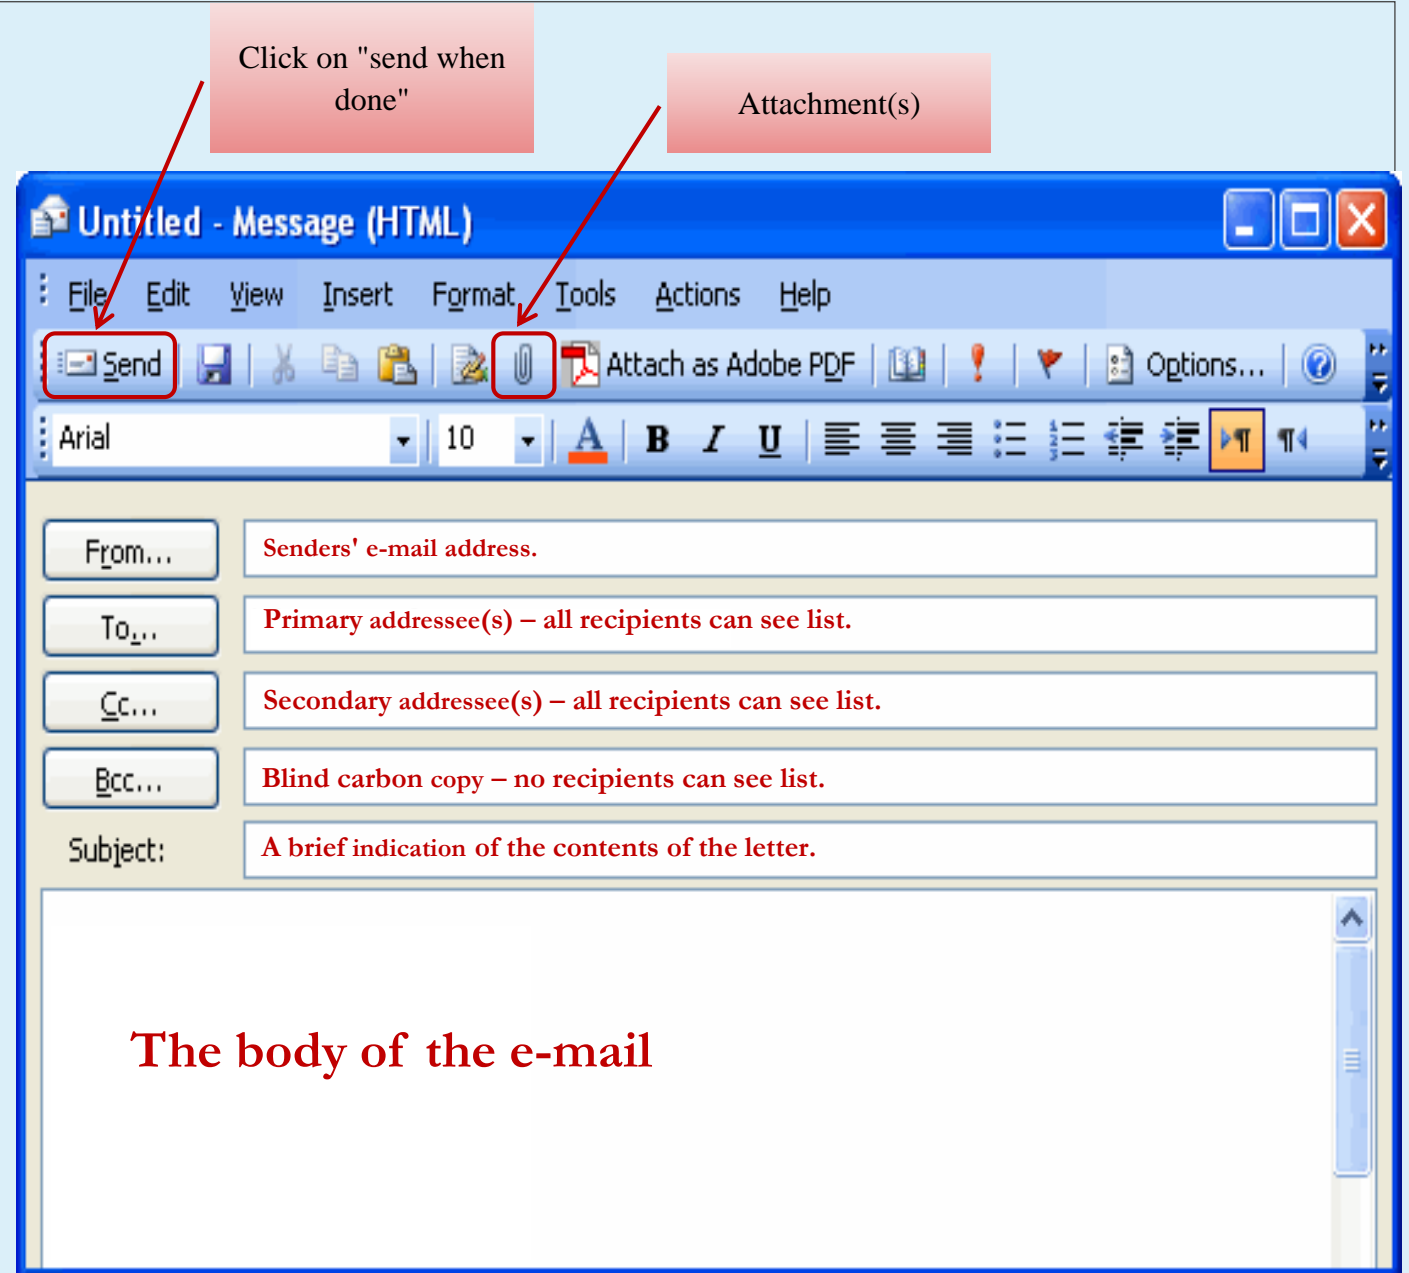 Click on "send when
done"
Attachment(s)
Untitled - Message (HTML)
File Edit View Insert Format Tools Actions Help
Send Attach as Adobe PDF Options...
Arial 10 A B I U
From... Senders' e-mail address.
To... Primary addressee(s) – all recipients can see list.
Cc... Secondary addressee(s) – all recipients can see list.
Bcc... Blind carbon copy – no recipients can see list.
Subject: A brief indication of the contents of the letter.
The body of the e-mail